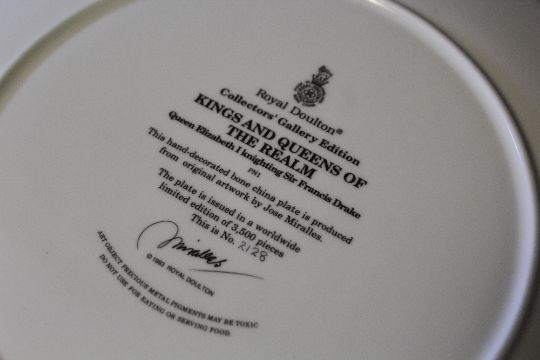 Royal Doulton®
Collectors' Gallery Edition
KINGS AND QUEENS OF
THE REALM
PN1
Queen Elizabeth I knighting Sir Francis Drake
This hand-decorated bone china plate is produced
from original artwork by Jose Miralles.
The plate is issued in a worldwide
limited edition of 3,500 pieces
This is No. 2128
Miralles
© 1992 ROYAL DOULTON
ART OBJECT PRECIOUS METAL PIGMENTS MAY BE TOXIC
DO NOT USE FOR EATING OR SERVING FOOD.